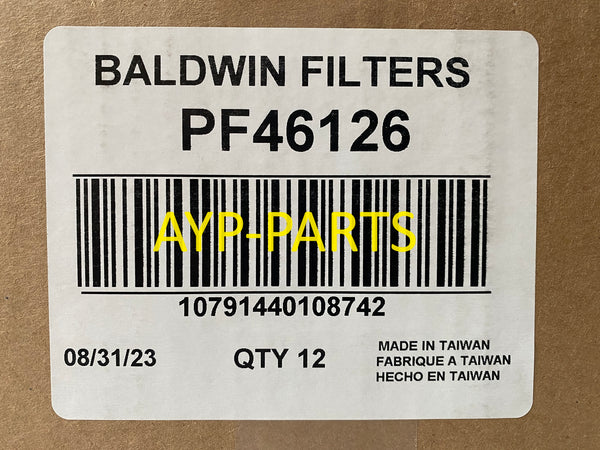 BALDWIN FILTERS
PF46126
AYP-PARTS
10791440108742
08/31/23
QTY 12
MADE IN TAIWAN
FABRIQUE A TAIWAN
HECHO EN TAIWAN